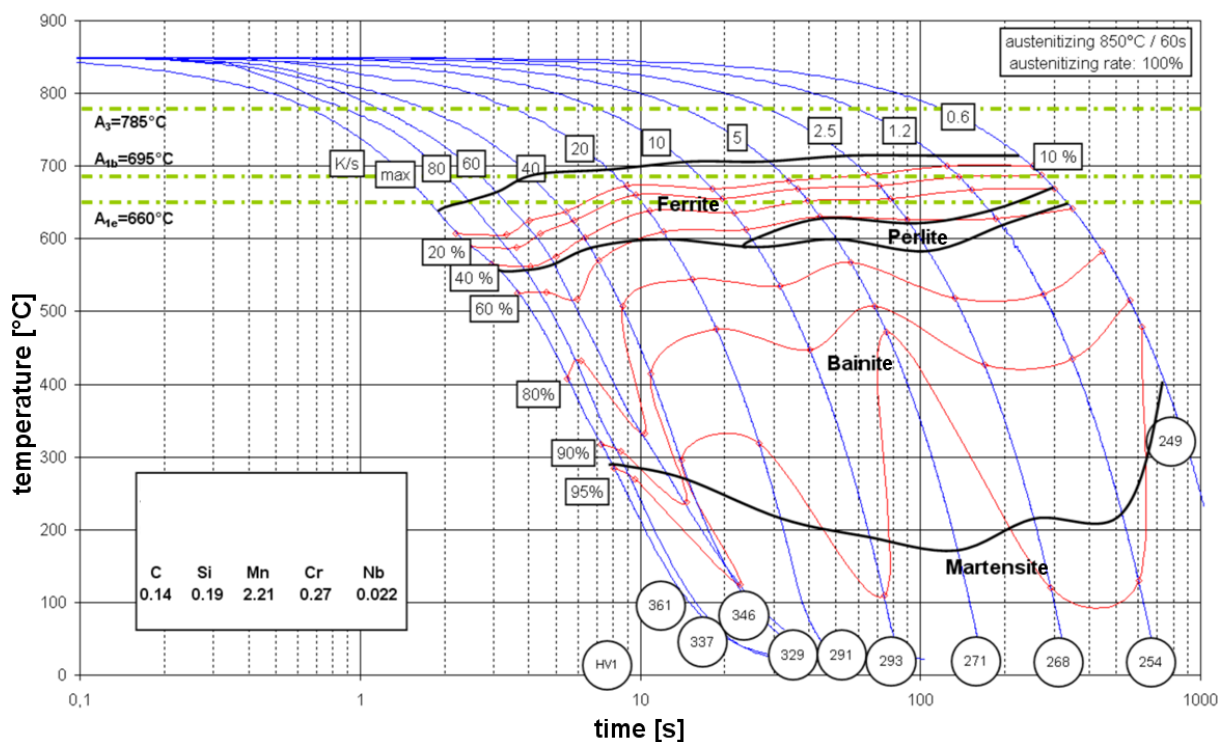 900
800
700
600
500
400
300
200
100
0
temperature [°C]
austenitizing 850°C / 60s
austenitizing rate: 100%
A3=785°C
A1b=695°C
A1e=660°C
K/s
max
80
60
40
20
10
5
2.5
1.2
0.6
10 %
20 %
40 %
60 %
80%
90%
95%
Ferrite
Perlite
Bainite
Martensite
C Si Mn Cr Nb
0.14 0.19 2.21 0.27 0.022
HV1
361
337
346
329
291
293
271
268
254
249
0,1
1
10
100
1000
time [s]